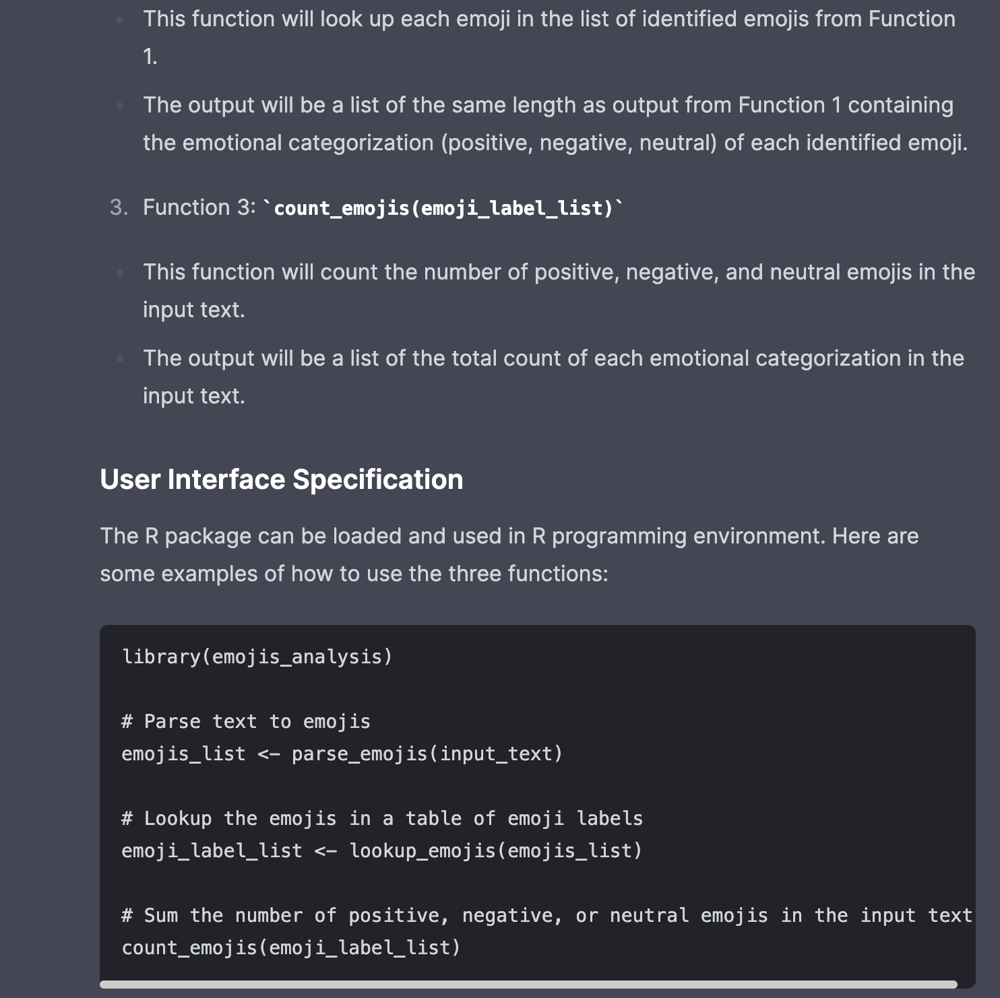 This function will look up each emoji in the list of identified emojis from Function
1.
The output will be a list of the same length as output from Function 1 containing
the emotional categorization (positive, negative, neutral) of each identified emoji.
3. Function 3: `count_emojis(emoji_label_list)`
This function will count the number of positive, negative, and neutral emojis in the
input text.
The output will be a list of the total count of each emotional categorization in the
input text.
User Interface Specification
The R package can be loaded and used in R programming environment. Here are
some examples of how to use the three functions:
library(emojis_analysis)
# Parse text to emojis
emojis_list <- parse_emojis(input_text)
# Lookup the emojis in a table of emoji labels
emoji_label_list <- lookup_emojis(emojis_list)
# Sum the number of positive, negative, or neutral emojis in the input text
count_emojis(emoji_label_list)